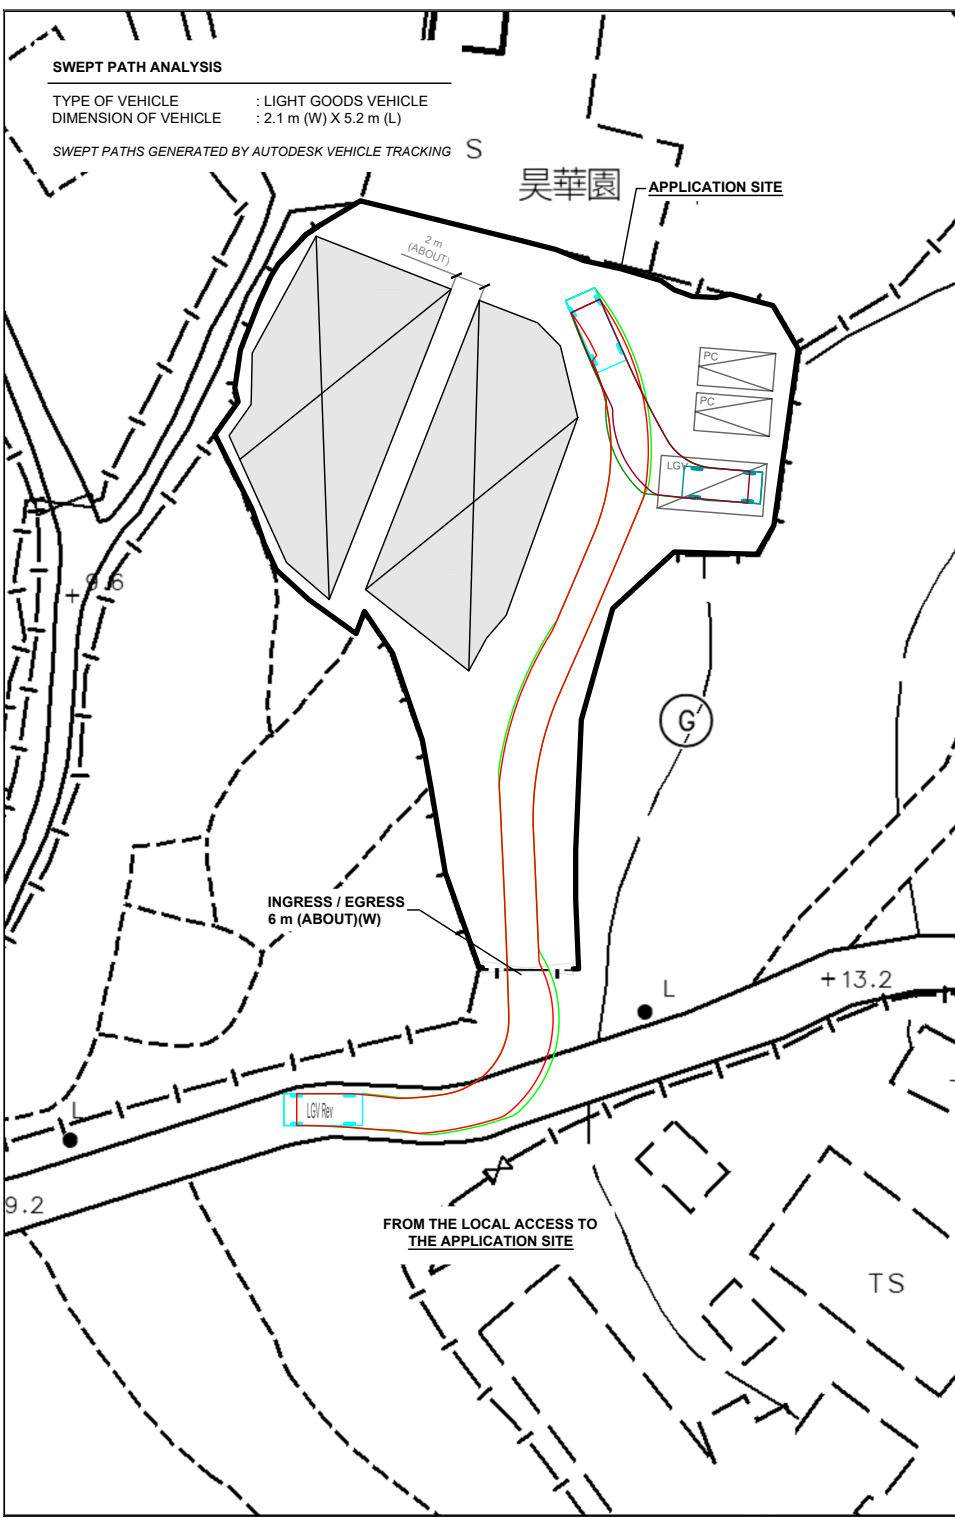 SWEPT PATH ANALYSIS
TYPE OF VEHICLE : LIGHT GOODS VEHICLE
DIMENSION OF VEHICLE : 2.1 m (W) X 5.2 m (L)
SWEPT PATHS GENERATED BY AUTODESK VEHICLE TRACKING
S
昊華園
APPLICATION SITE
2 m
(ABOUT)
PC
PC
LGV
9.6
G
INGRESS / EGRESS
6 m (ABOUT)(W)
13.2
L
LGV Rev
L
9.2
FROM THE LOCAL ACCESS TO
THE APPLICATION SITE
TS